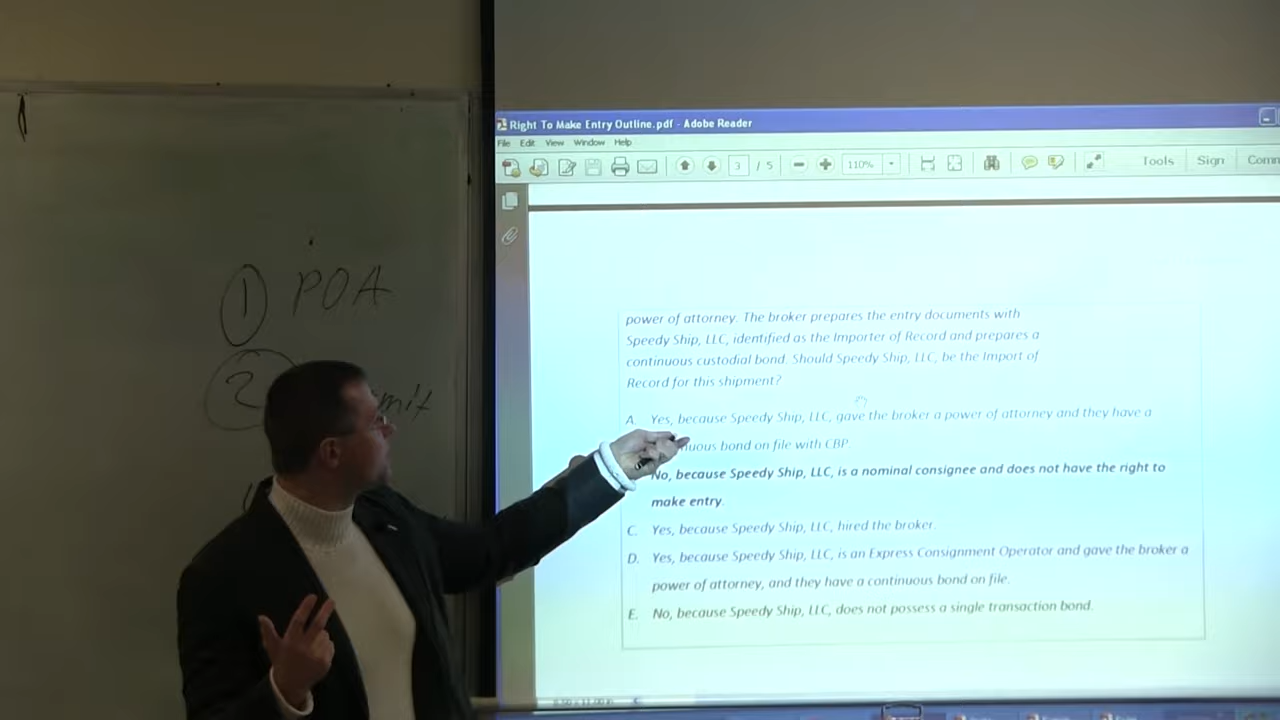 ① POA
②
Right To Make Entry Outline.pdf - Adobe Reader
File Edit View Window Help
3 / 5 110% Tools Sign Comm
power of attorney. The broker prepares the entry documents with
Speedy Ship, LLC, identified as the Importer of Record and prepares a
continuous custodial bond. Should Speedy Ship, LLC, be the Import of
Record for this shipment?
A. Yes, because Speedy Ship, LLC, gave the broker a power of attorney and they have a
nuous bond on file with CBP.
No, because Speedy Ship, LLC, is a nominal consignee and does not have the right to
make entry.
C. Yes, because Speedy Ship, LLC, hired the broker.
D. Yes, because Speedy Ship, LLC, is an Express Consignment Operator and gave the broker a
power of attorney, and they have a continuous bond on file.
E. No, because Speedy Ship, LLC, does not possess a single transaction bond.